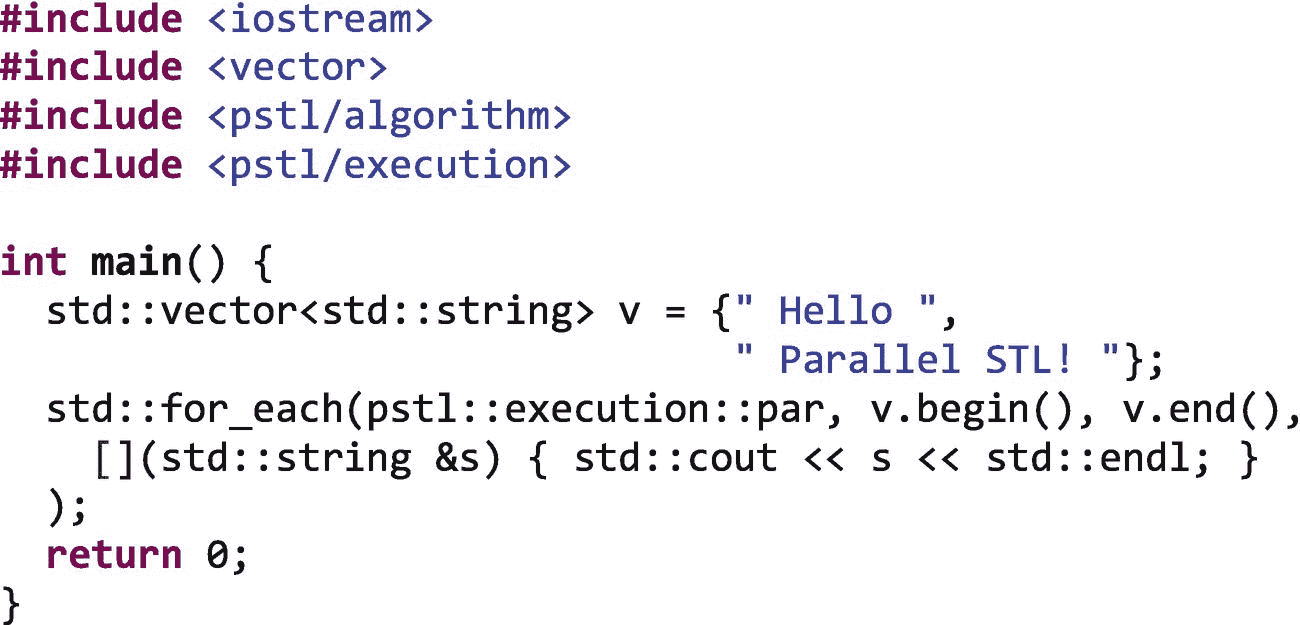 #include <iostream>
#include <vector>
#include <pstl/algorithm>
#include <pstl/execution>

int main() {
  std::vector<std::string> v = {" Hello ",
                                " Parallel STL! "};
  std::for_each(pstl::execution::par, v.begin(), v.end(),
    [](std::string &s) { std::cout << s << std::endl; }
  );
  return 0;
}